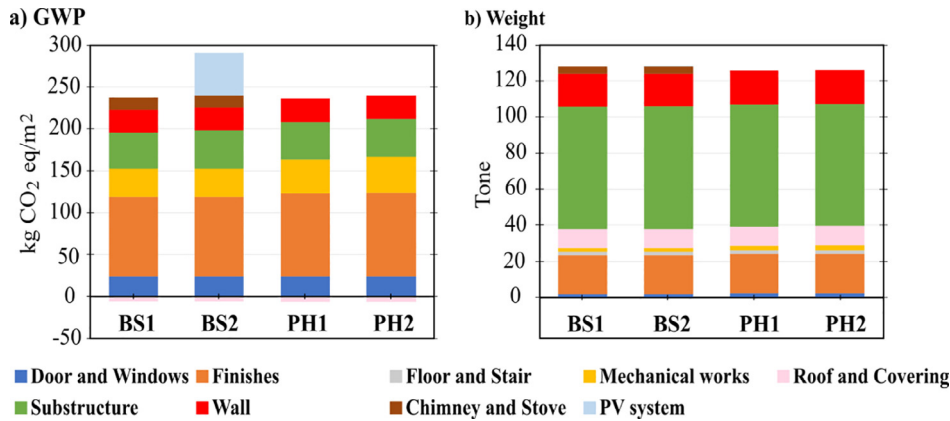 a) GWP
b) Weight
kg CO₂ eq/m²
300
250
200
150
100
50
0
-50
BS1 BS2 PH1 PH2
Tone
140
120
100
80
60
40
20
0
BS1 BS2 PH1 PH2
Door and Windows Finishes Floor and Stair Mechanical works Roof and Covering
Substructure Wall Chimney and Stove PV system